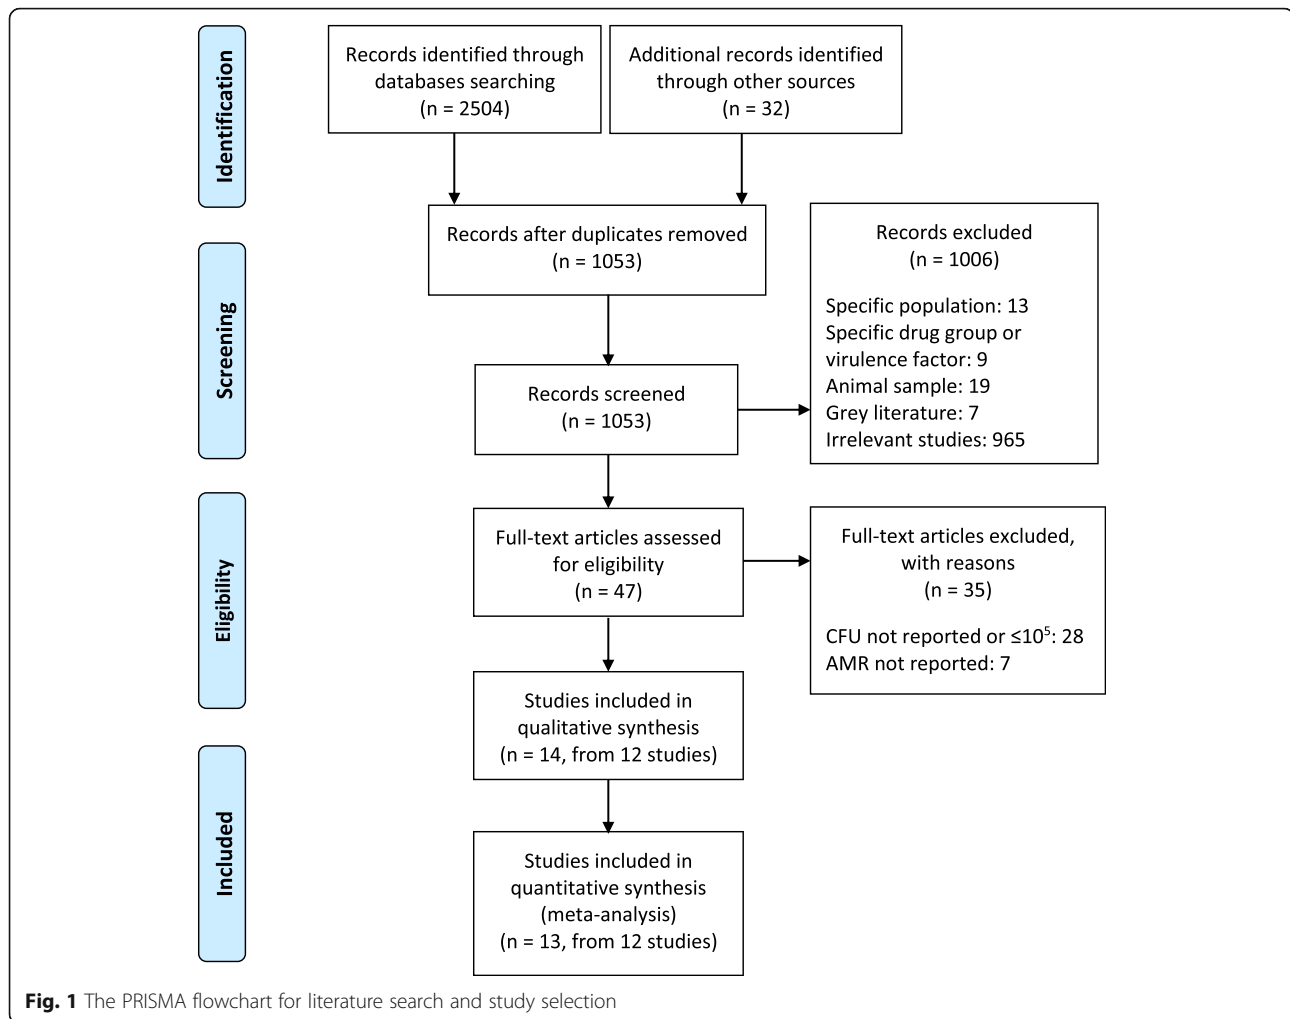 Identification
Records identified through
databases searching
(n = 2504)
Additional records identified
through other sources
(n = 32)
Records after duplicates removed
(n = 1053)
Screening
Records screened
(n = 1053)
Records excluded
(n = 1006)
Specific population: 13
Specific drug group or
virulence factor: 9
Animal sample: 19
Grey literature: 7
Irrelevant studies: 965
Eligibility
Full-text articles assessed
for eligibility
(n = 47)
Full-text articles excluded,
with reasons
(n = 35)
CFU not reported or ≤10⁵: 28
AMR not reported: 7
Studies included in
qualitative synthesis
(n = 14, from 12 studies)
Included
Studies included in
quantitative synthesis
(meta-analysis)
(n = 13, from 12 studies)
Fig. 1 The PRISMA flowchart for literature search and study selection